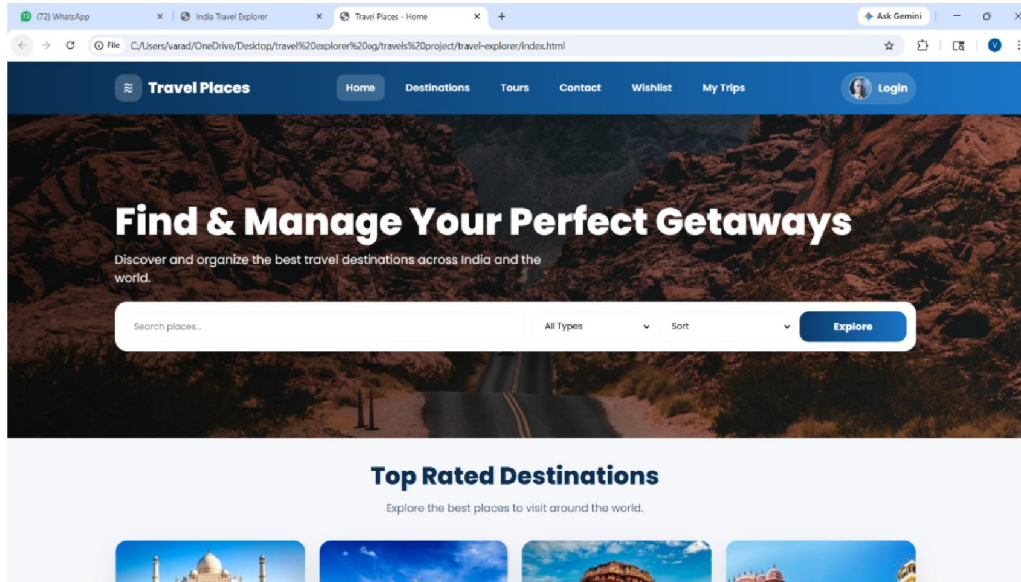 (72) WhatsApp
India Travel Explorer
Travel Places - Home
Ask Gemini
File C:/Users/varad/OneDrive/Desktop/travel%20explorer%20og/travels%20project/travel-explorer/index.html
V
Travel Places
Home Destinations Tours Contact Wishlist My Trips
Login
Find & Manage Your Perfect Getaways
Discover and organize the best travel destinations across India and the
world.
Search places...
All Types
Sort
Explore
Top Rated Destinations
Explore the best places to visit around the world.